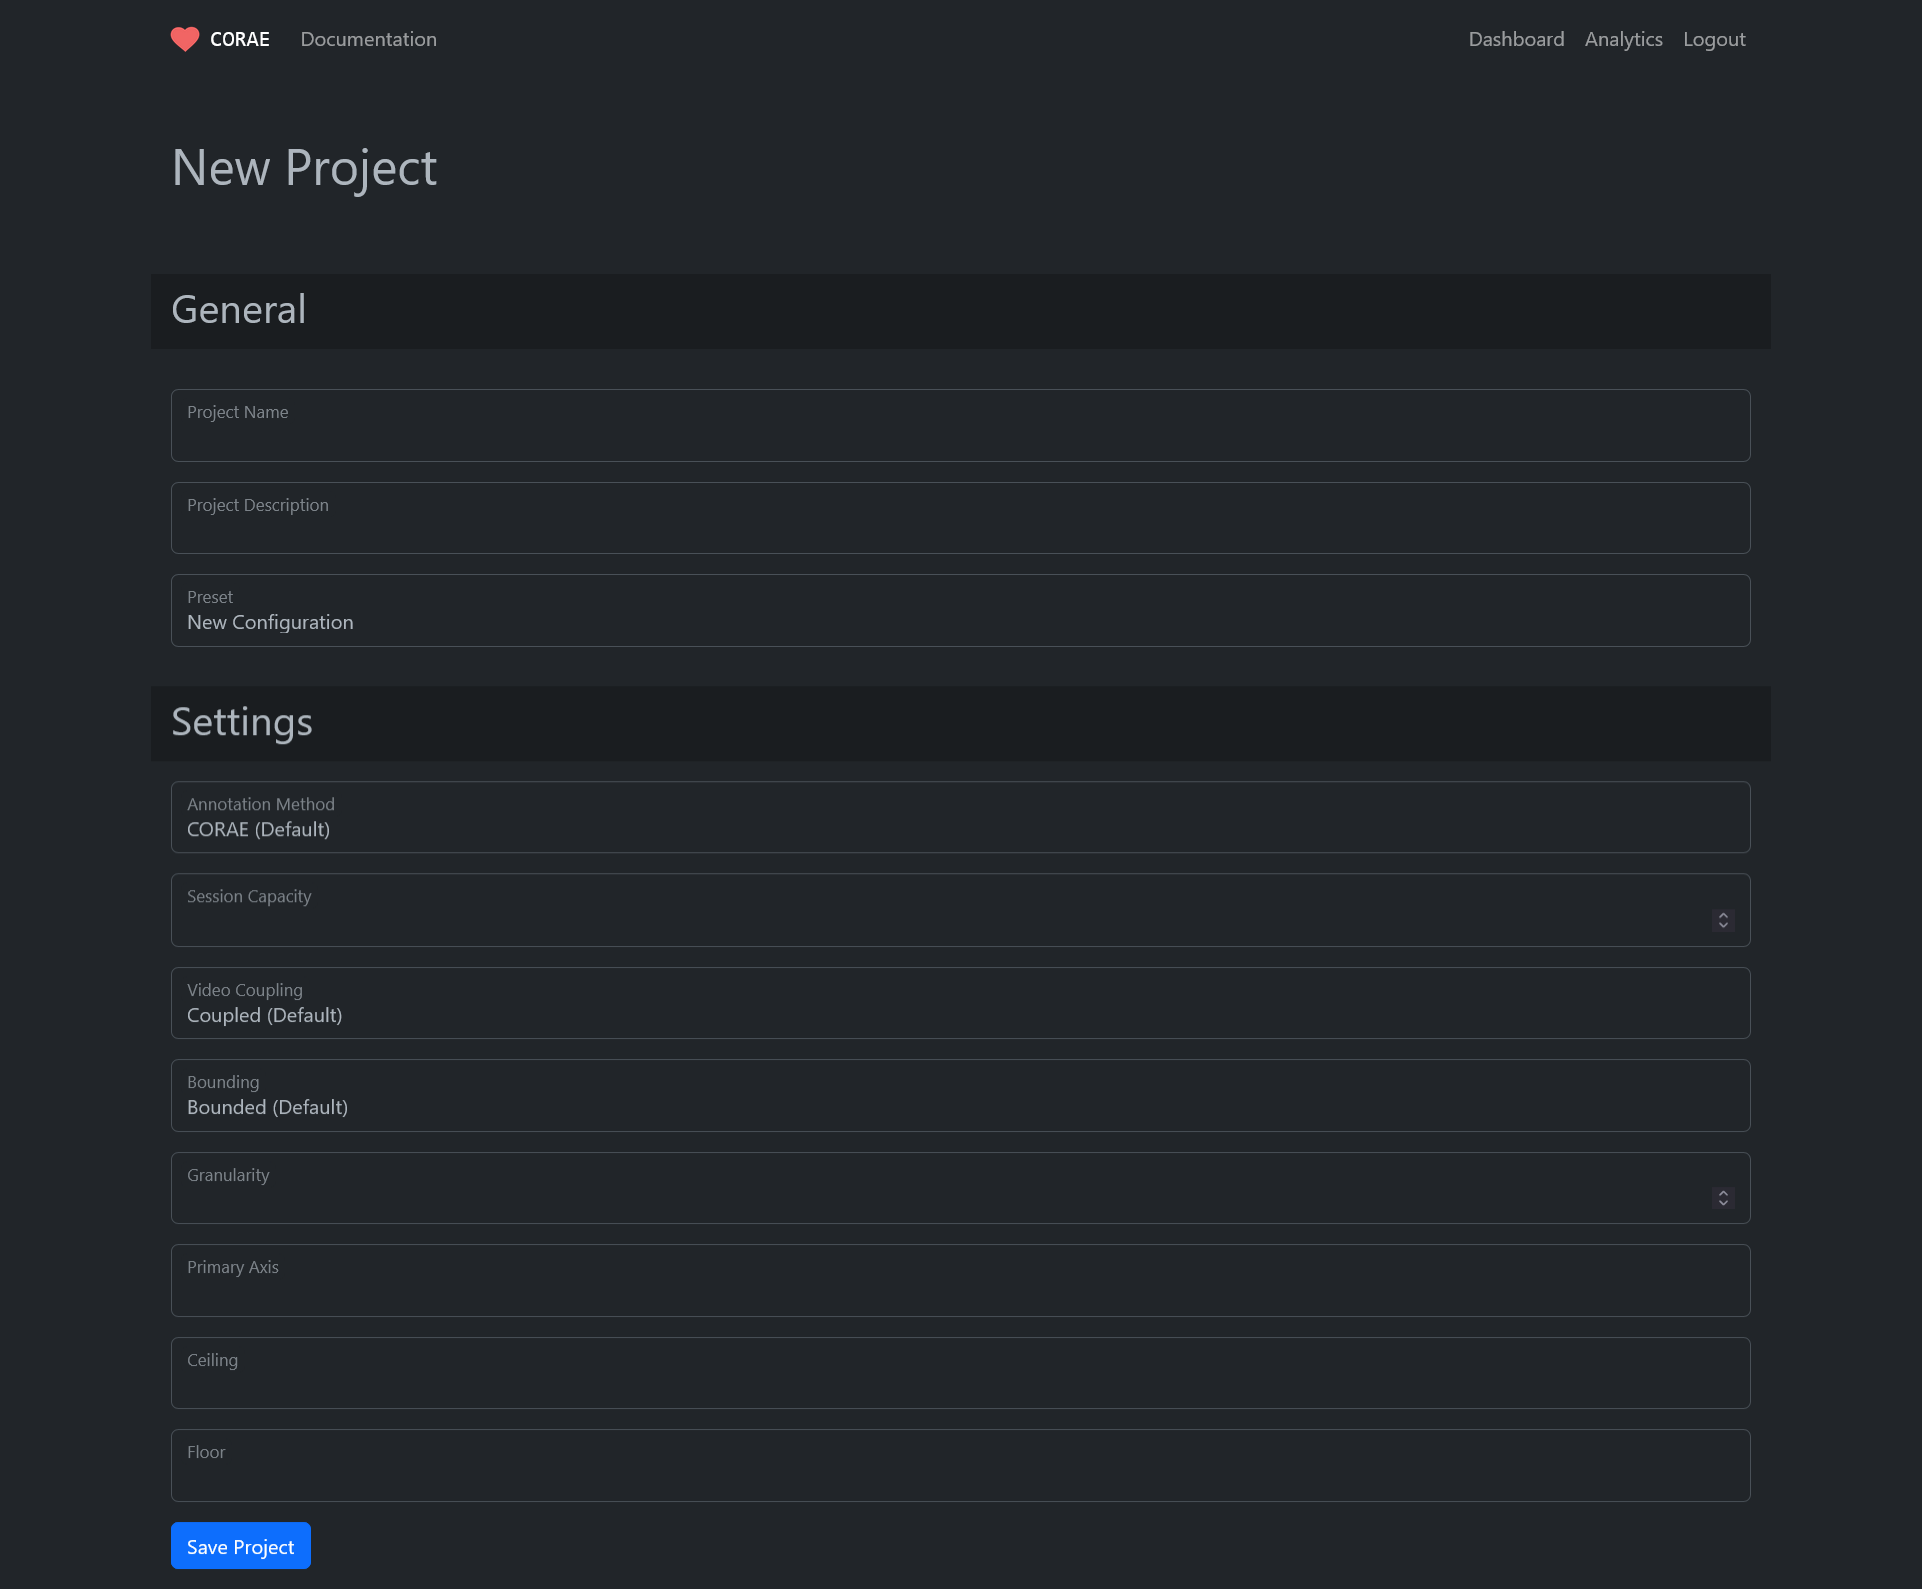 CORAE Documentation Dashboard Analytics Logout
New Project
General
Project Name
Project Description
Preset
New Configuration
Settings
Annotation Method
CORAE (Default)
Session Capacity
Video Coupling
Coupled (Default)
Bounding
Bounded (Default)
Granularity
Primary Axis
Ceiling
Floor
Save Project